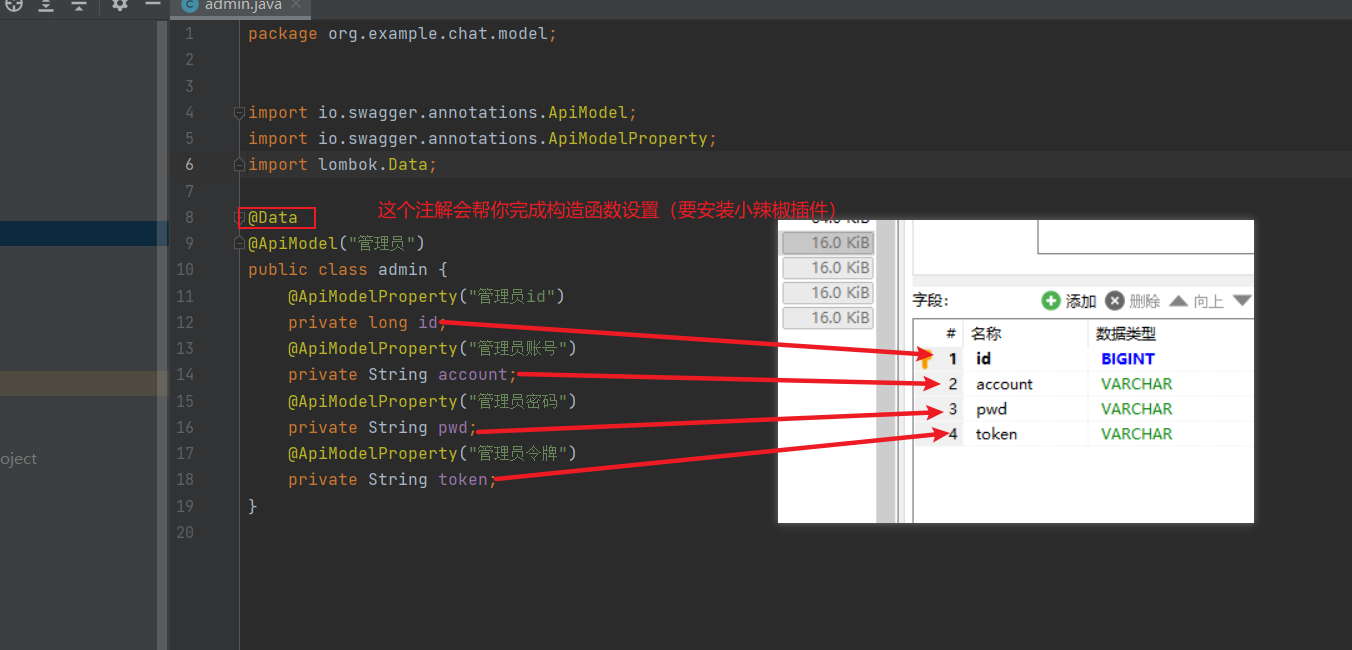 admin.java
1 package org.example.chat.model;
2
3
4 import io.swagger.annotations.ApiModel;
5 import io.swagger.annotations.ApiModelProperty;
6 import lombok.Data;
7
8 @Data
这个注解会帮你完成构造函数设置（要安装小辣椒插件）
9 @ApiModel("管理员")
10 public class admin {
11 @ApiModelProperty("管理员id")
12 private long id;
13 @ApiModelProperty("管理员账号")
14 private String account;
15 @ApiModelProperty("管理员密码")
16 private String pwd;
17 @ApiModelProperty("管理员令牌")
18 private String token;
19 }
20
oject
16.0 KiB
16.0 KiB
16.0 KiB
16.0 KiB
字段:
添加 删除 向上
# 名称 数据类型
1 id BIGINT
2 account VARCHAR
3 pwd VARCHAR
4 token VARCHAR